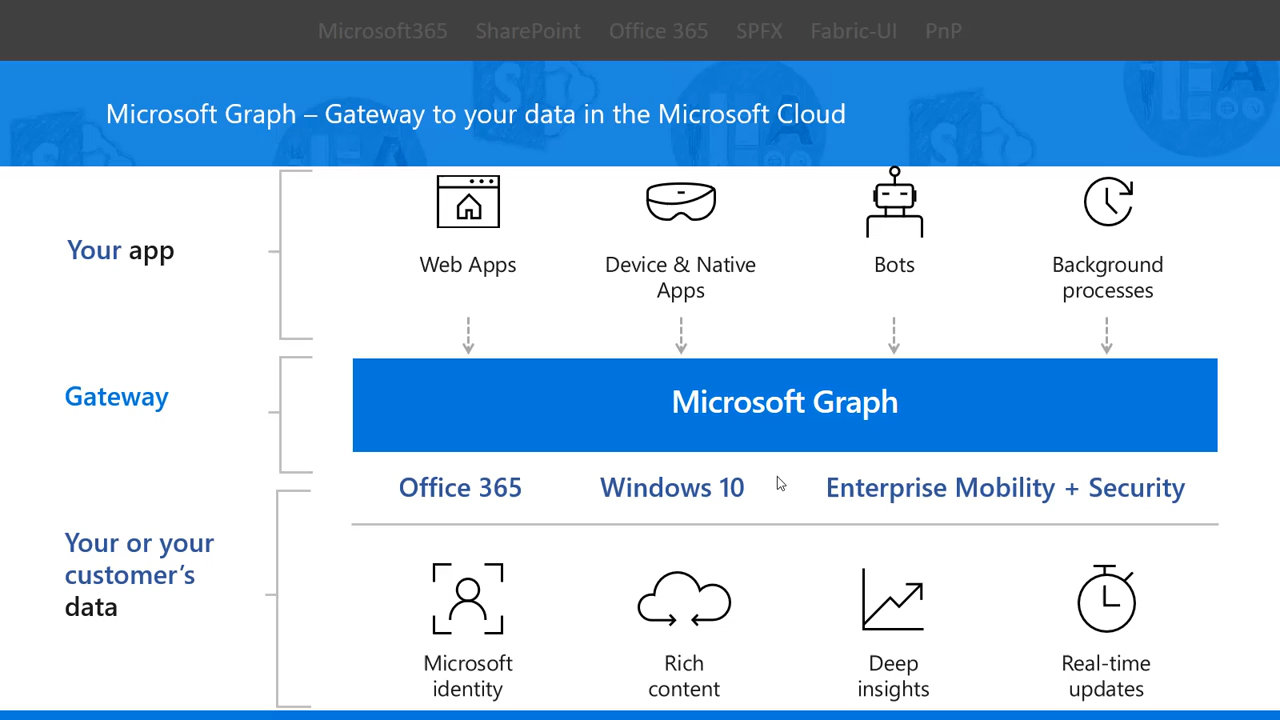 Microsoft365 SharePoint Office 365 SPFX Fabric-UI PnP
Microsoft Graph – Gateway to your data in the Microsoft Cloud
Your app
Web Apps
Device & Native
Apps
Bots
Background
processes
Gateway
Microsoft Graph
Office 365
Windows 10
Enterprise Mobility + Security
Your or your
customer's
data
Microsoft
identity
Rich
content
Deep
insights
Real-time
updates